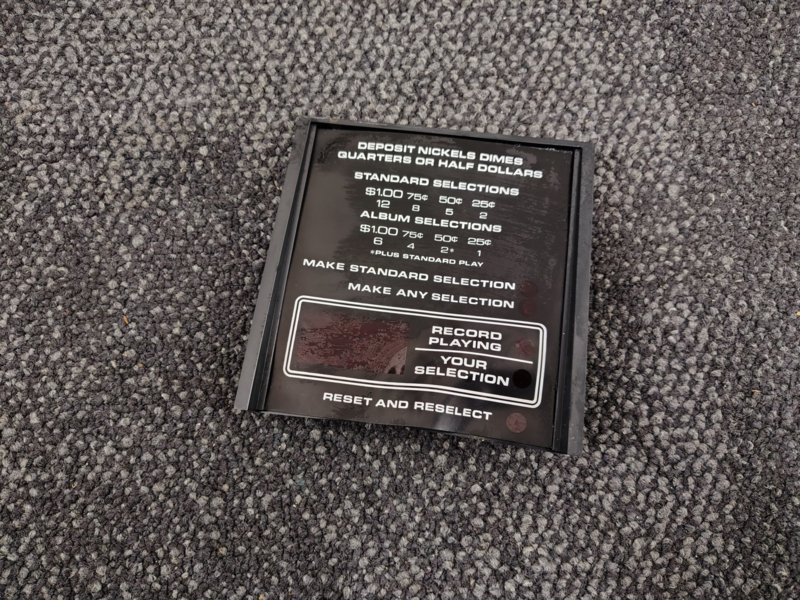 DEPOSIT NICKELS DIMES
QUARTERS OR HALF DOLLARS
STANDARD SELECTIONS
$1.00 75¢ 50¢ 25¢
12 8 5 2
ALBUM SELECTIONS
$1.00 75¢ 50¢ 25¢
6 4 2* 1
*PLUS STANDARD PLAY
MAKE STANDARD SELECTION
MAKE ANY SELECTION
RECORD
PLAYING
YOUR
SELECTION
RESET AND RESELECT